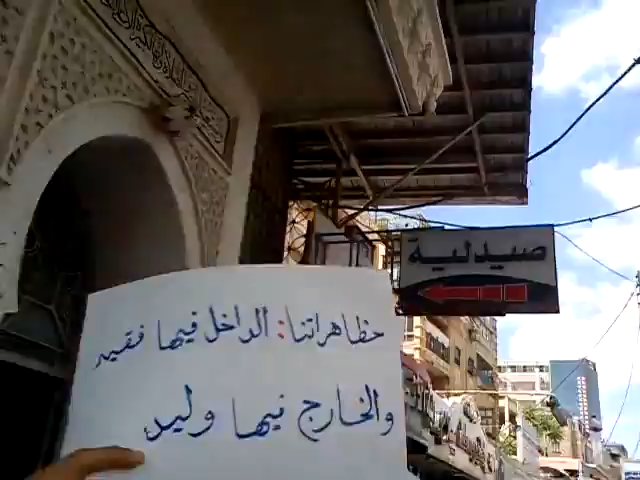 صيدلية
مظاهراتنا: الداخل فيها فقيد
والخارج فيها وليد